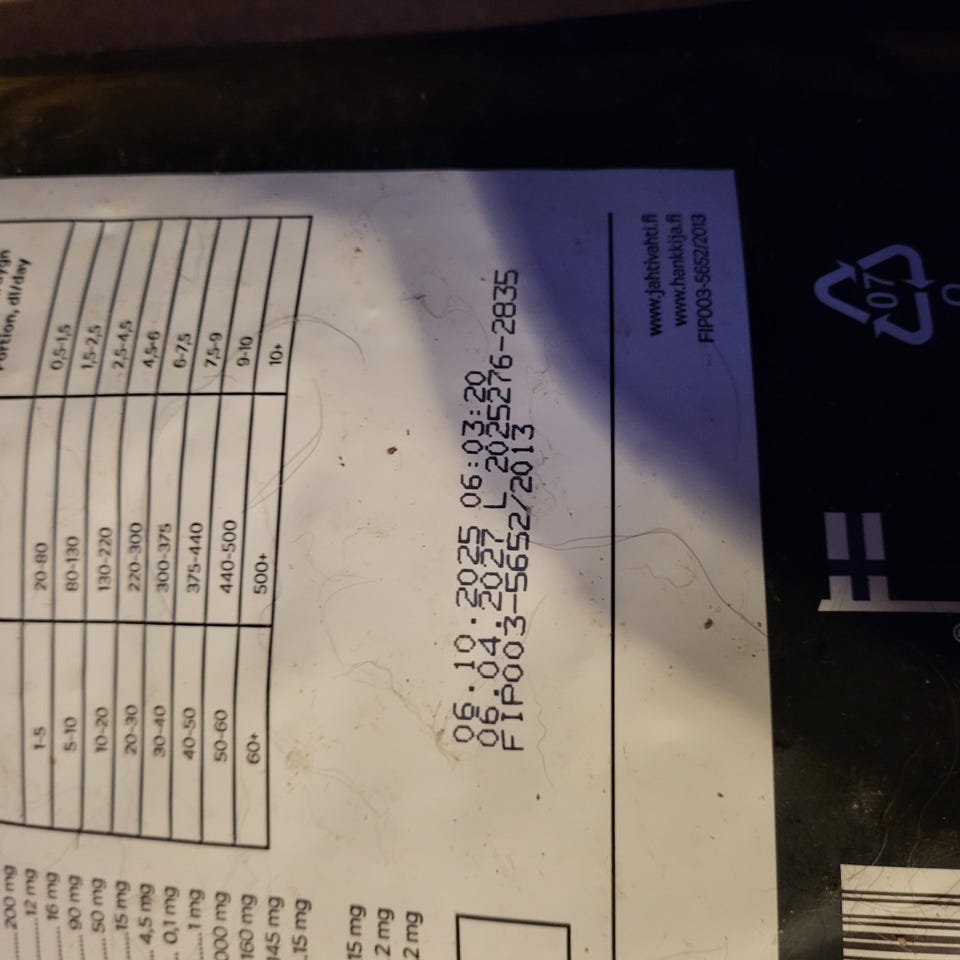 ortion, dl/day
1-5 20-80 0,5-1,5
5-10 80-130 1,5-2,5
10-20 130-220 2,5-4,5
20-30 220-300 4,5-6
30-40 300-375 6-7,5
40-50 375-440 7,5-9
50-60 440-500 9-10
60+ 500+ 10+
06.10.2025 06:03:20
06.04.2027 L 2025276-2835
FIP003-5652/2013
www.jahtivahti.fi
www.hankkija.fi
FIP003-5652/2013
07
200 mg
12 mg
16 mg
90 mg
50 mg
15 mg
4,5 mg
0,1 mg
1 mg
000 mg
160 mg
145 mg
15 mg
15 mg
2 mg
2 mg